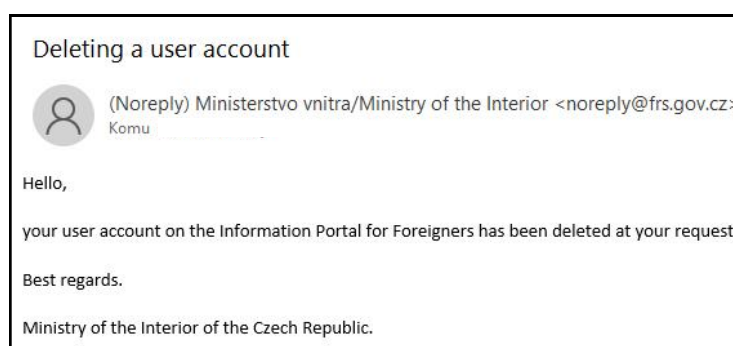 Deleting a user account
(Noreply) Ministerstvo vnitra/Ministry of the Interior <noreply@frs.gov.cz>
Komu
Hello,
your user account on the Information Portal for Foreigners has been deleted at your request
Best regards.
Ministry of the Interior of the Czech Republic.